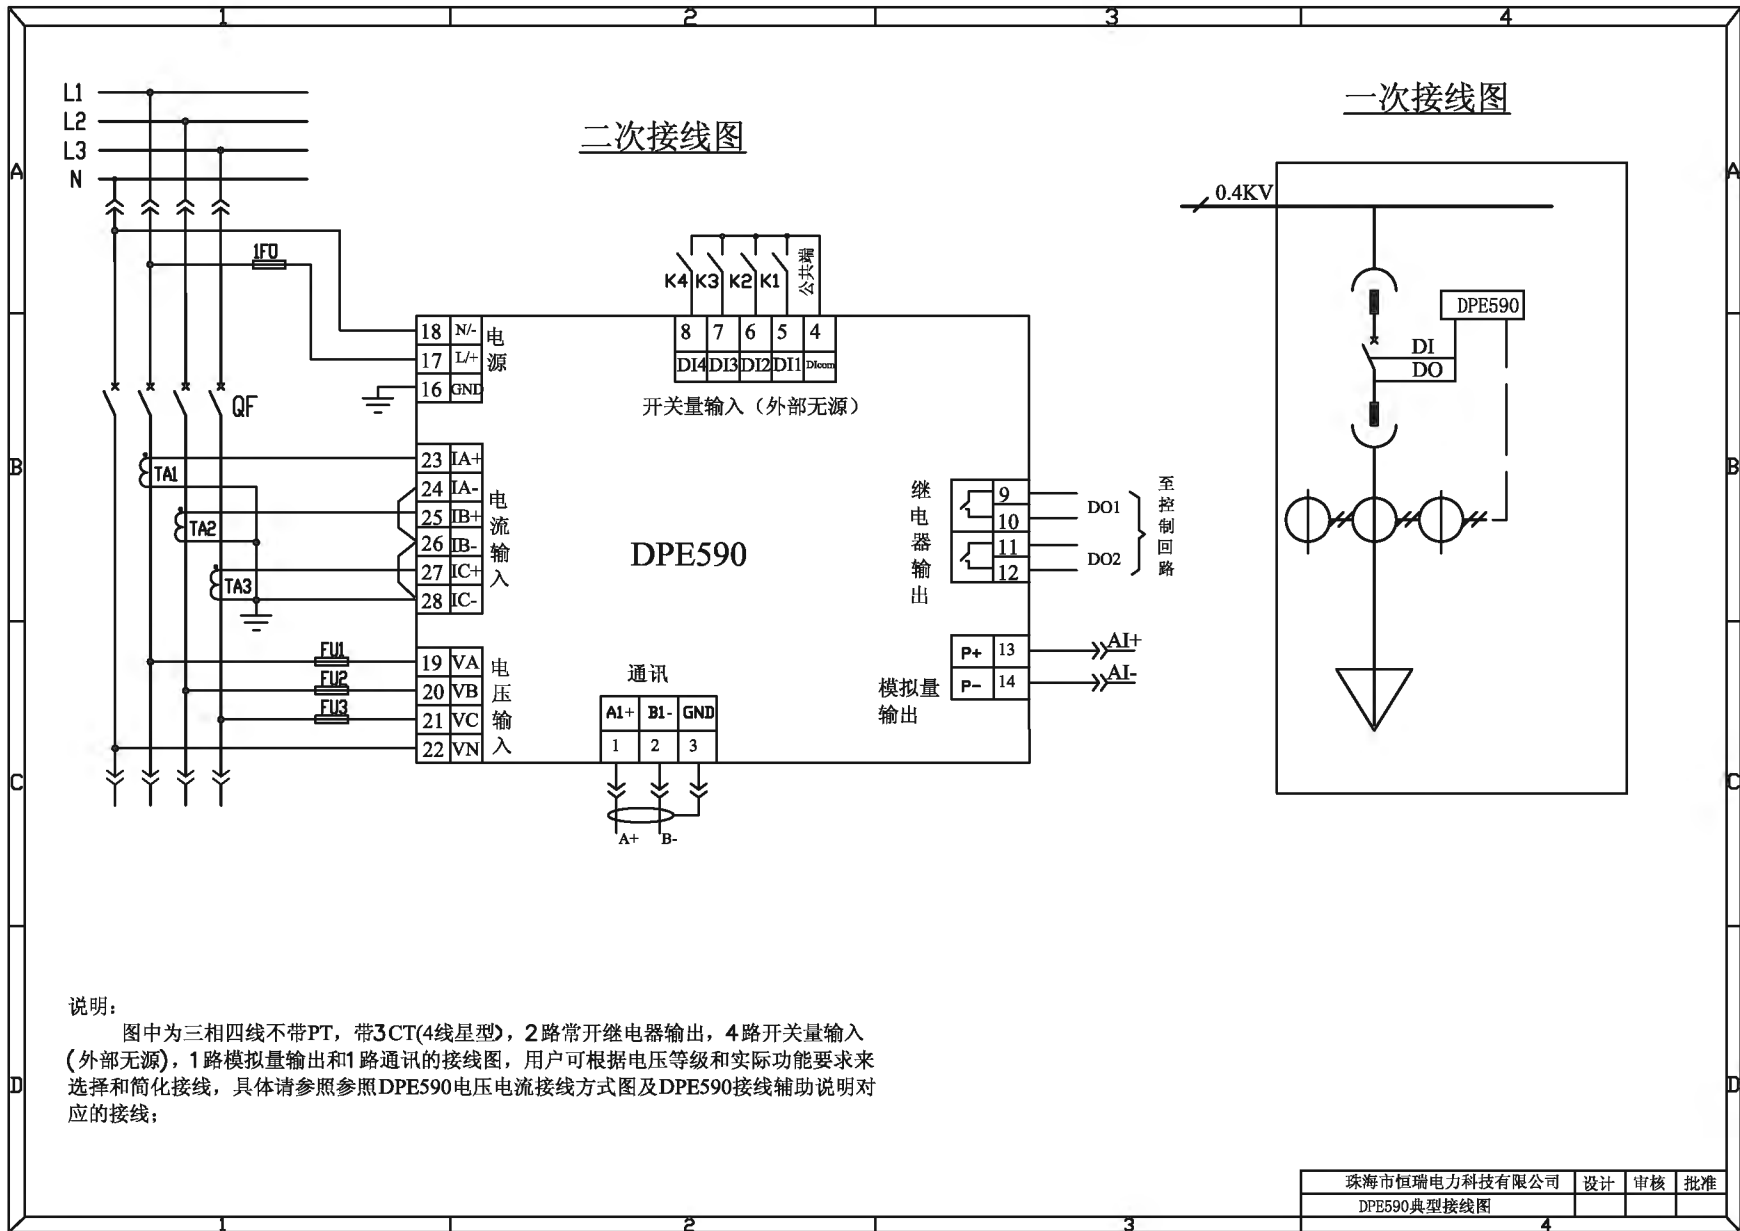 1 2 3 4
A
B
C
D
A
B
C
D
1 2 3 4
L1
L2
L3
N
二次接线图
一次接线图
1FU
QF
TA1
TA2
TA3
FU1
FU2
FU3
18 N/-
17 L/+
16 GND
电源
23 IA+
24 IA-
25 IB+
26 IB-
27 IC+
28 IC-
电流输入
19 VA
20 VB
21 VC
22 VN
电压输入
K4 K3 K2 K1 公共端
8 7 6 5 4
DI4 DI3 DI2 DI1 DIcom
开关量输入（外部无源）
DPE590
继电器输出
9
10
11
12
DO1
DO2
至控制回路
P+ 13 AI+
P- 14 AI-
模拟量
输出
通讯
A1+ B1- GND
1 2 3
A+ B-
0.4KV
DPE590
DI
DO
说明：
图中为三相四线不带PT，带3CT(4线星型)，2路常开继电器输出，4路开关量输入
(外部无源)，1路模拟量输出和1路通讯的接线图，用户可根据电压等级和实际功能要求来
选择和简化接线，具体请参照参照DPE590电压电流接线方式图及DPE590接线辅助说明对
应的接线；
珠海市恒瑞电力科技有限公司 设计 审核 批准
DPE590典型接线图